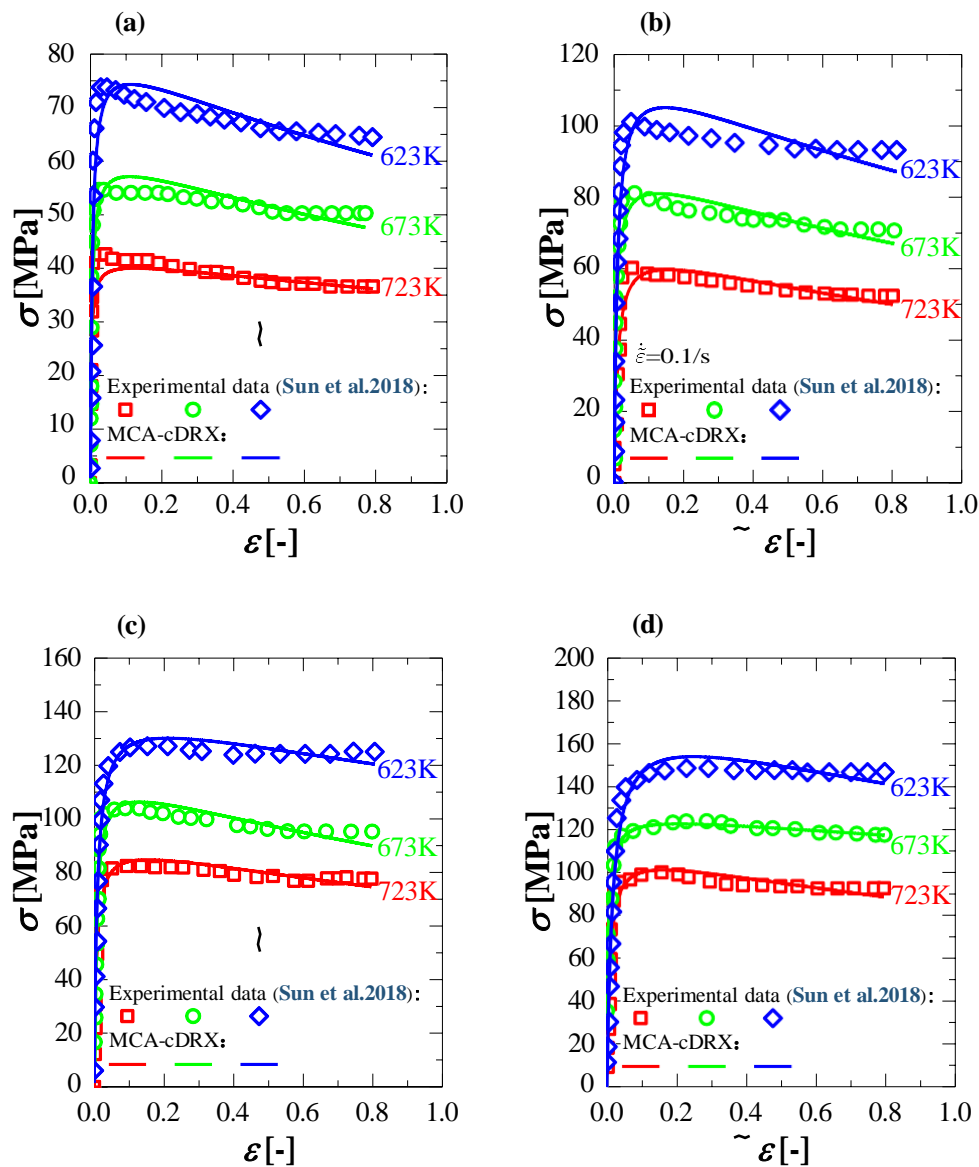 (a)
80
70
60
50
40
30
20
10
0
σ[MPa]
623K
673K
723K
~
Experimental data (Sun et al.2018):
MCA-cDRX:
0.0 0.2 0.4 0.6 0.8 1.0
ε[-]
(b)
120
100
80
60
40
20
0
σ[MPa]
623K
673K
723K
ε̃̇=0.1/s
Experimental data (Sun et al.2018):
MCA-cDRX:
0.0 0.2 0.4 0.6 0.8 1.0
~ ε[-]
(c)
160
140
120
100
80
60
40
20
0
σ[MPa]
623K
673K
723K
~
Experimental data (Sun et al.2018):
MCA-cDRX:
0.0 0.2 0.4 0.6 0.8 1.0
ε[-]
(d)
200
180
160
140
120
100
80
60
40
20
0
σ[MPa]
623K
673K
723K
Experimental data (Sun et al.2018):
MCA-cDRX:
0.0 0.2 0.4 0.6 0.8 1.0
~ ε[-]